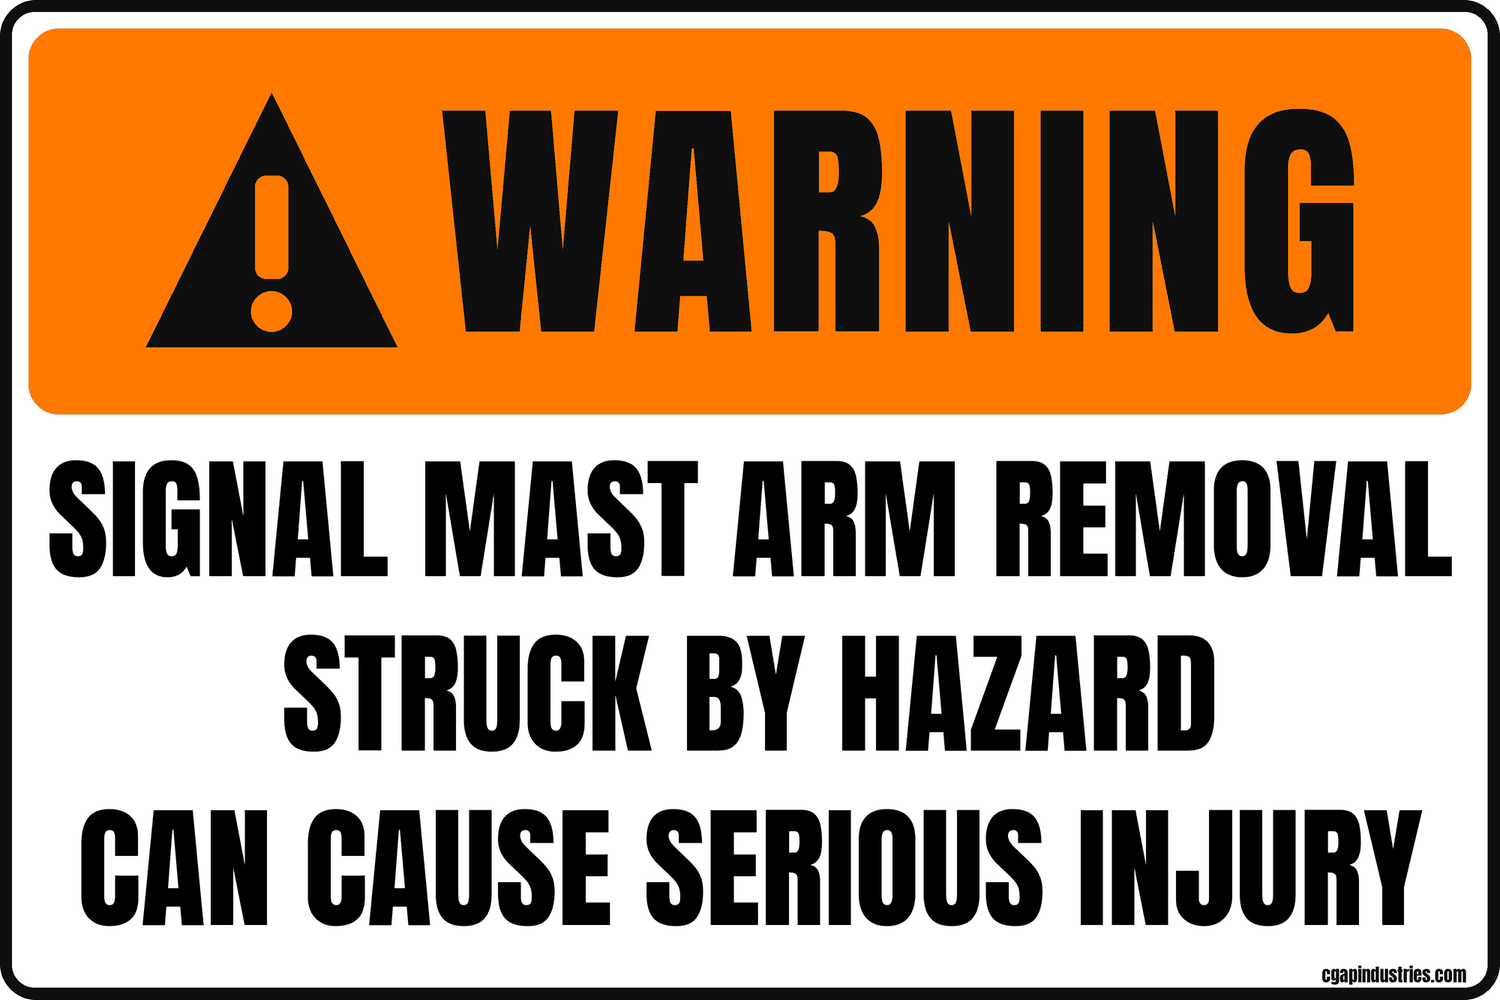 WARNING
SIGNAL MAST ARM REMOVAL
STRUCK BY HAZARD
CAN CAUSE SERIOUS INJURY
cgapindustries.com